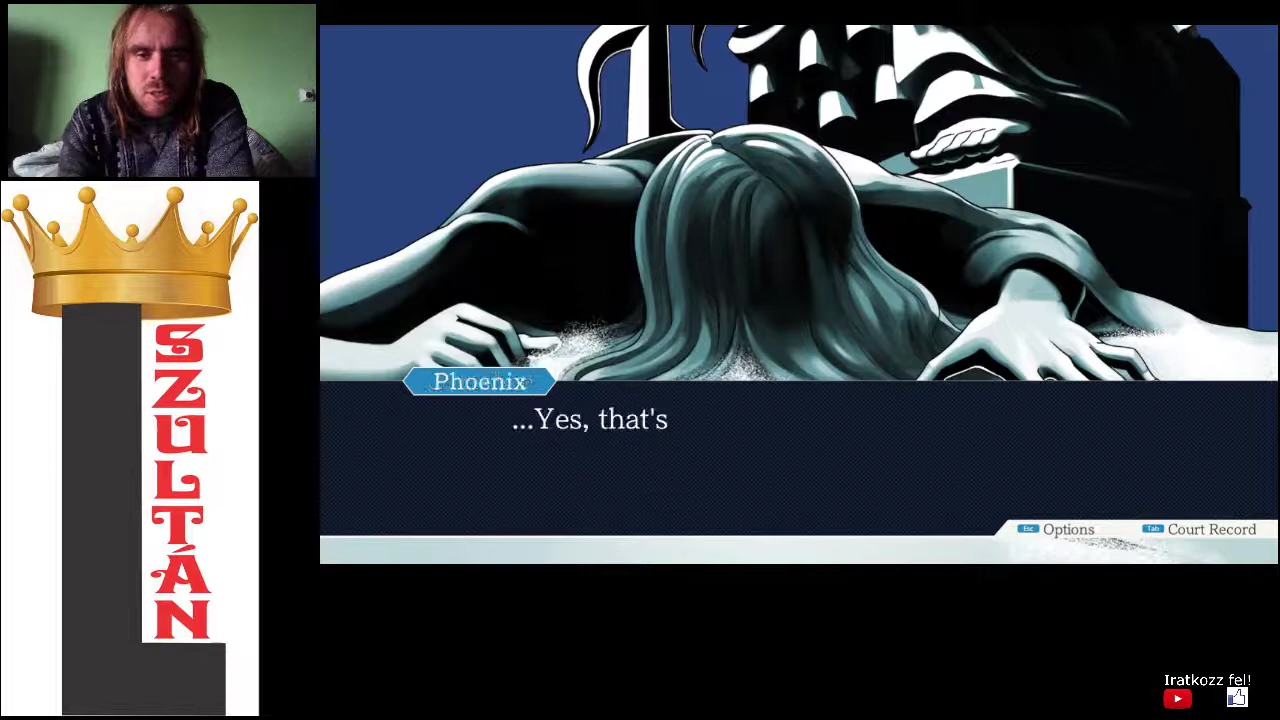 SZULTÁN
Phoenix
...Yes, that's
Esc Options Tab Court Record
Iratkozz fel!